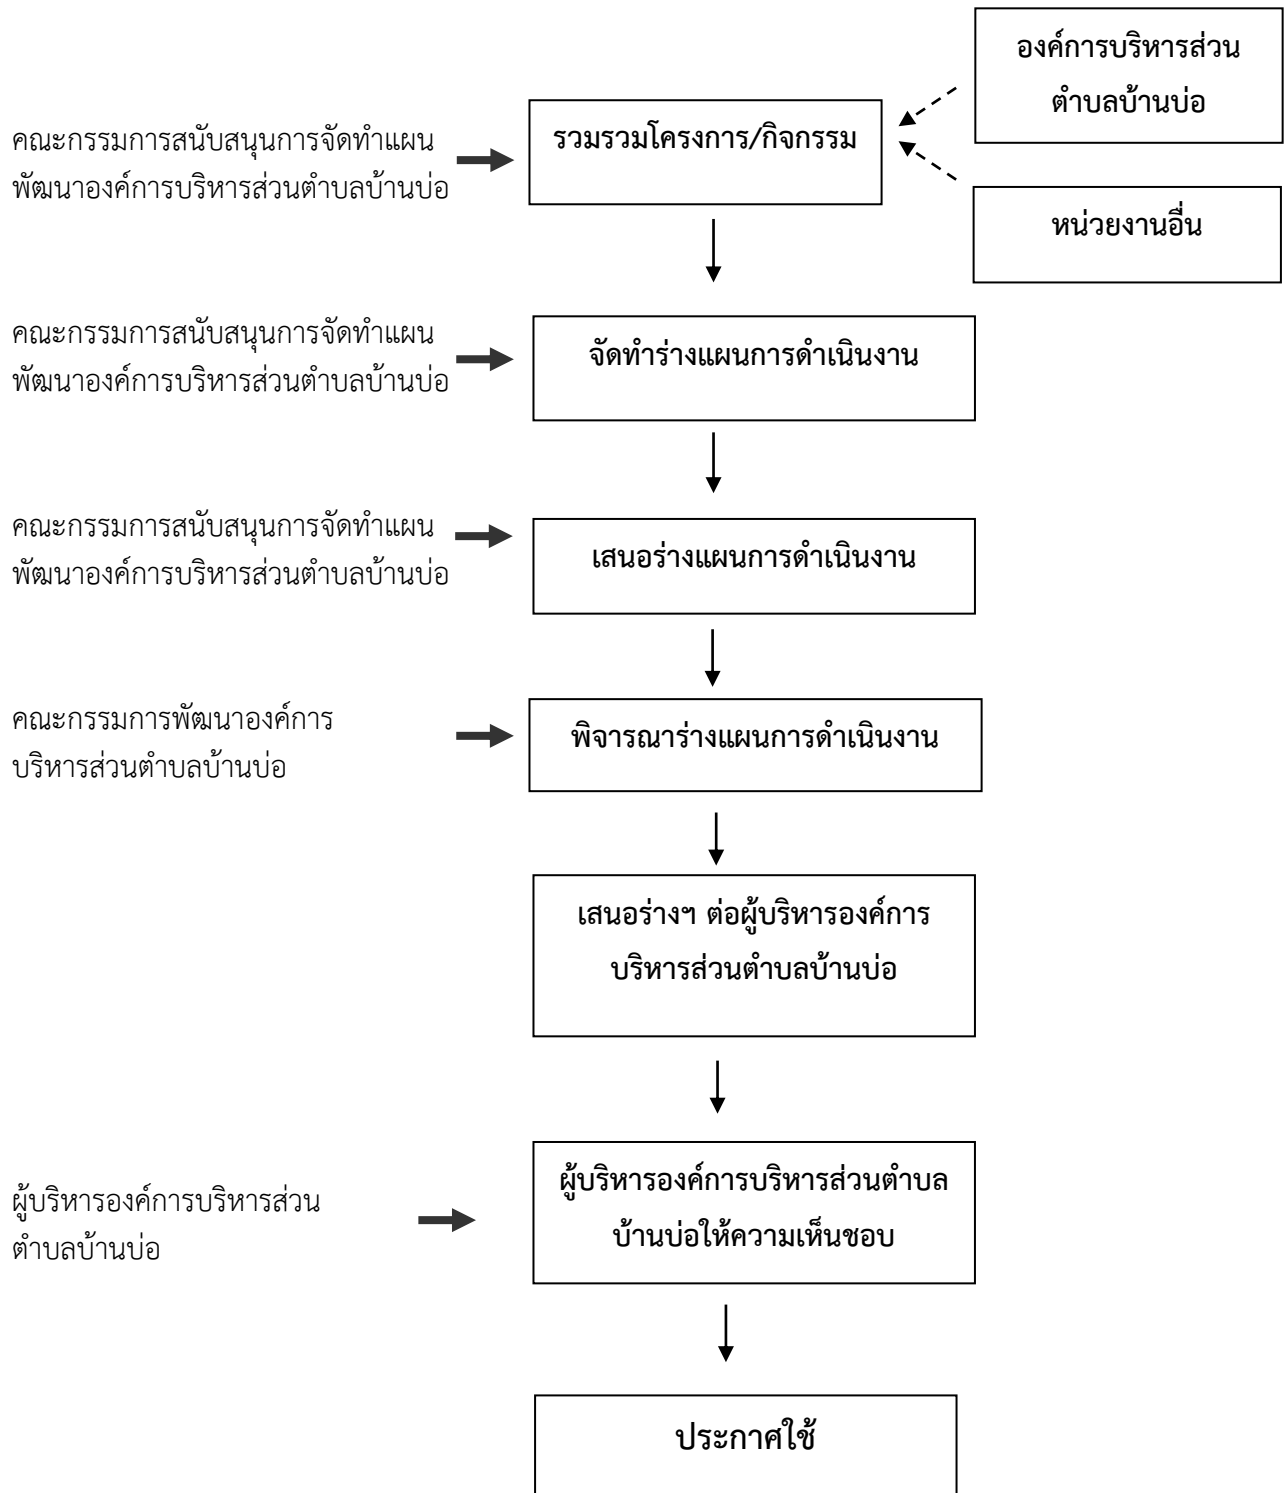 องค์การบริหารส่วน
ตำบลบ้านบ่อ
คณะกรรมการสนับสนุนการจัดทำแผน
พัฒนาองค์การบริหารส่วนตำบลบ้านบ่อ
รวมรวมโครงการ/กิจกรรม
หน่วยงานอื่น
คณะกรรมการสนับสนุนการจัดทำแผน
พัฒนาองค์การบริหารส่วนตำบลบ้านบ่อ
จัดทำร่างแผนการดำเนินงาน
คณะกรรมการสนับสนุนการจัดทำแผน
พัฒนาองค์การบริหารส่วนตำบลบ้านบ่อ
เสนอร่างแผนการดำเนินงาน
คณะกรรมการพัฒนาองค์การ
บริหารส่วนตำบลบ้านบ่อ
พิจารณาร่างแผนการดำเนินงาน
เสนอร่างฯ ต่อผู้บริหารองค์การ
บริหารส่วนตำบลบ้านบ่อ
ผู้บริหารองค์การบริหารส่วน
ตำบลบ้านบ่อ
ผู้บริหารองค์การบริหารส่วนตำบล
บ้านบ่อให้ความเห็นชอบ
ประกาศใช้